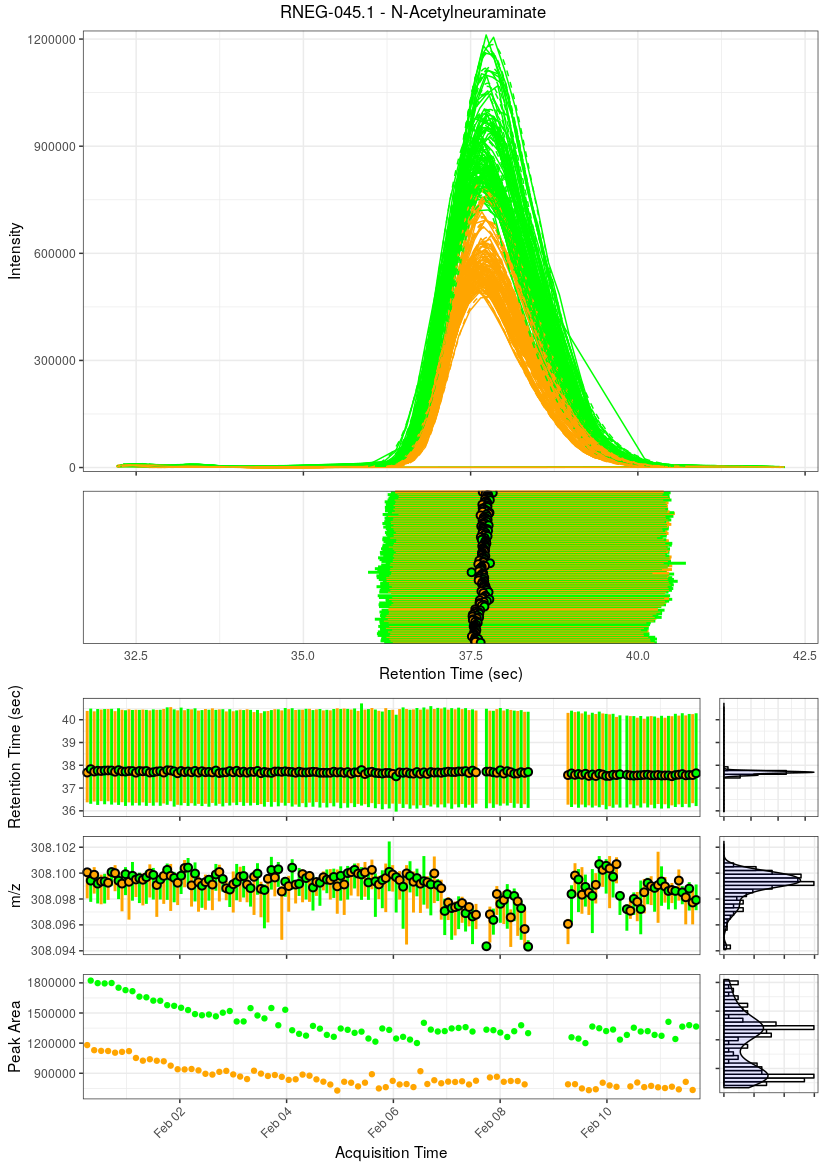 RNEG-045.1 - N-Acetylneuraminate
1200000
900000
600000
300000
0
Intensity
32.5
35.0
37.5
40.0
42.5
Retention Time (sec)
40
39
38
37
36
Retention Time (sec)
308.102
308.100
308.098
308.096
308.094
m/z
1800000
1500000
1200000
900000
Peak Area
Feb 02
Feb 04
Feb 06
Feb 08
Feb 10
Acquisition Time